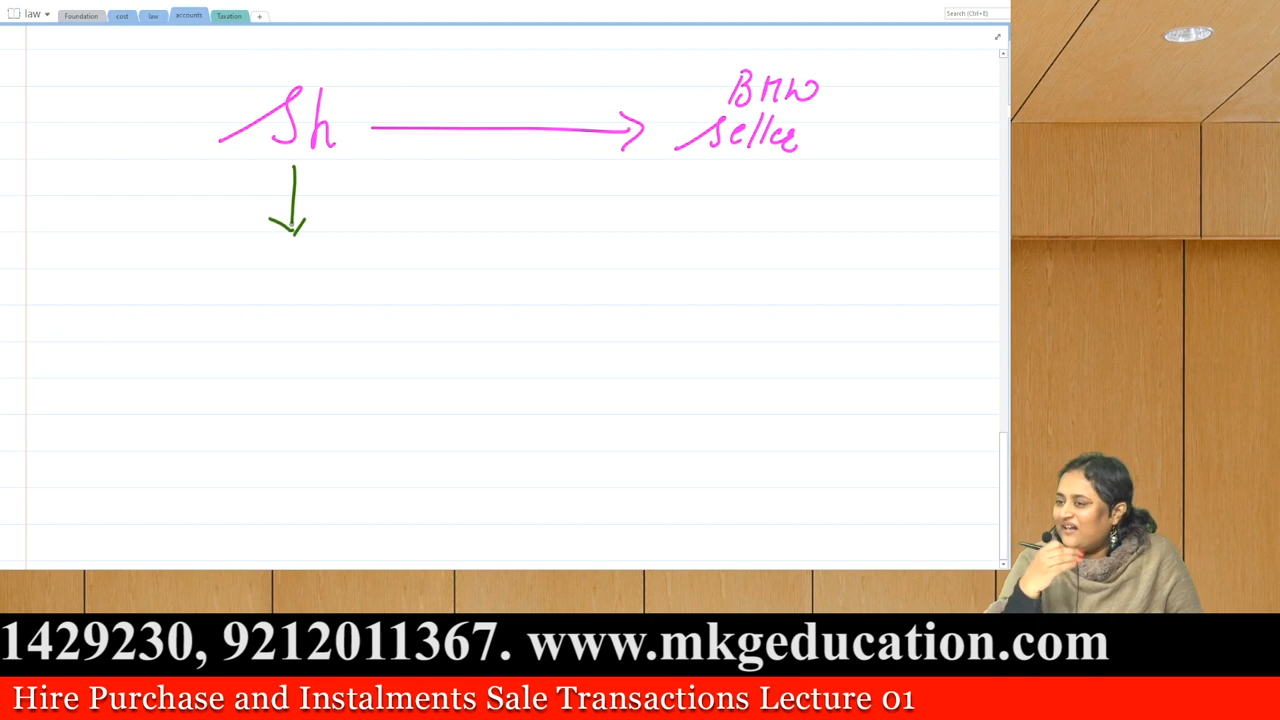 law Foundation cost law accounts Taxation +
Search (Ctrl+E)
BMW
Sh seller
1429230, 9212011367. www.mkgeducation.com
Hire Purchase and Instalments Sale Transactions Lecture 01